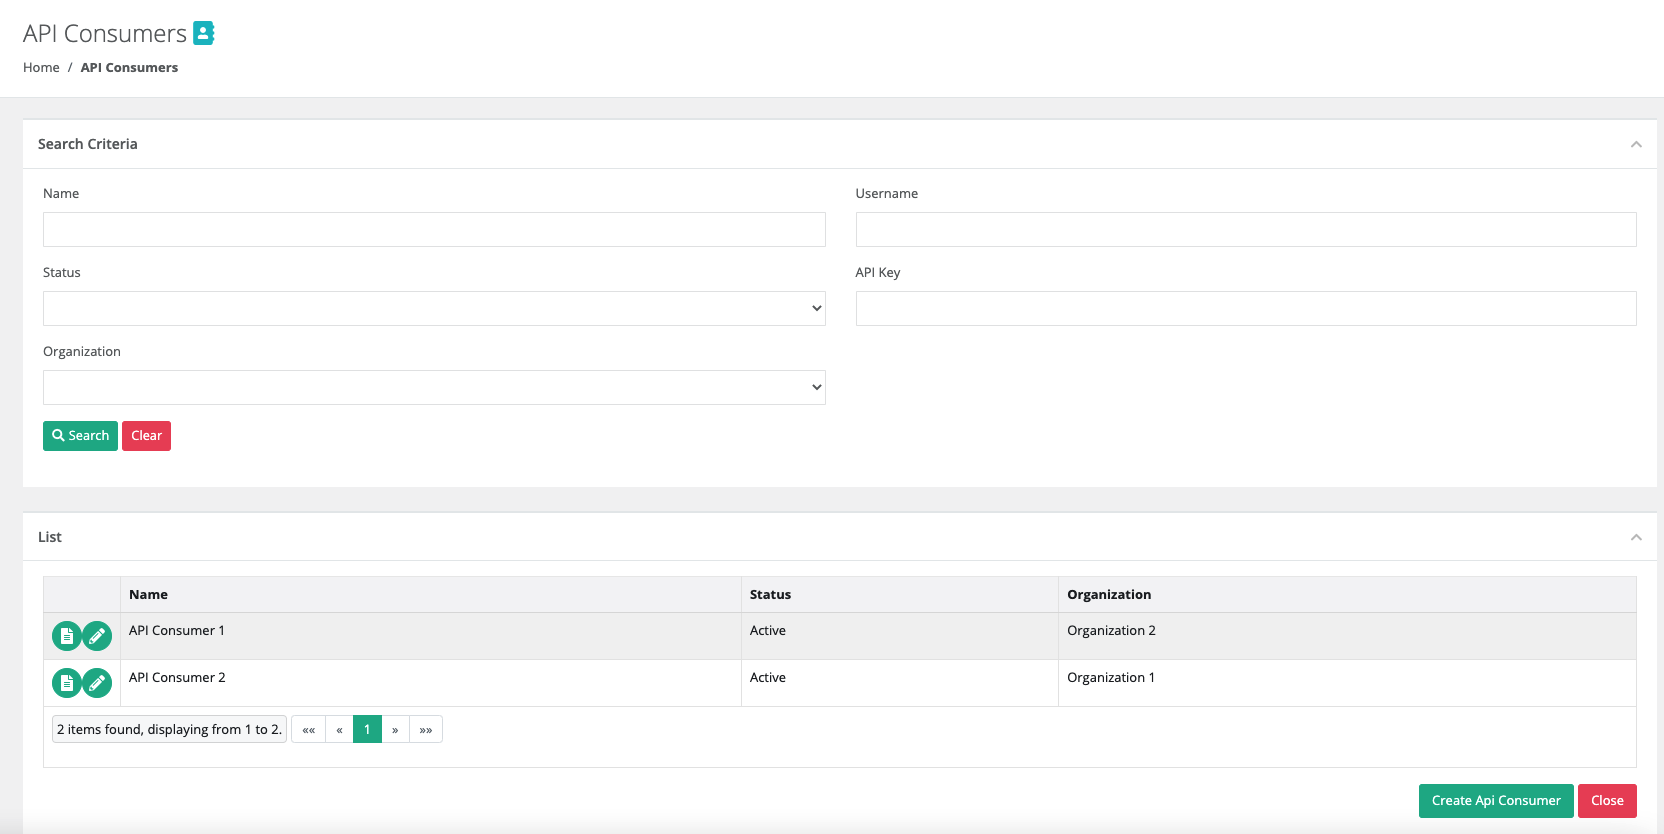 API Consumers
Home / API Consumers
Search Criteria
Name
Username
Status
API Key
Organization
Search Clear
List
Name Status Organization
API Consumer 1 Active Organization 2
API Consumer 2 Active Organization 1
2 items found, displaying from 1 to 2. «« « 1 » »»
Create Api Consumer Close